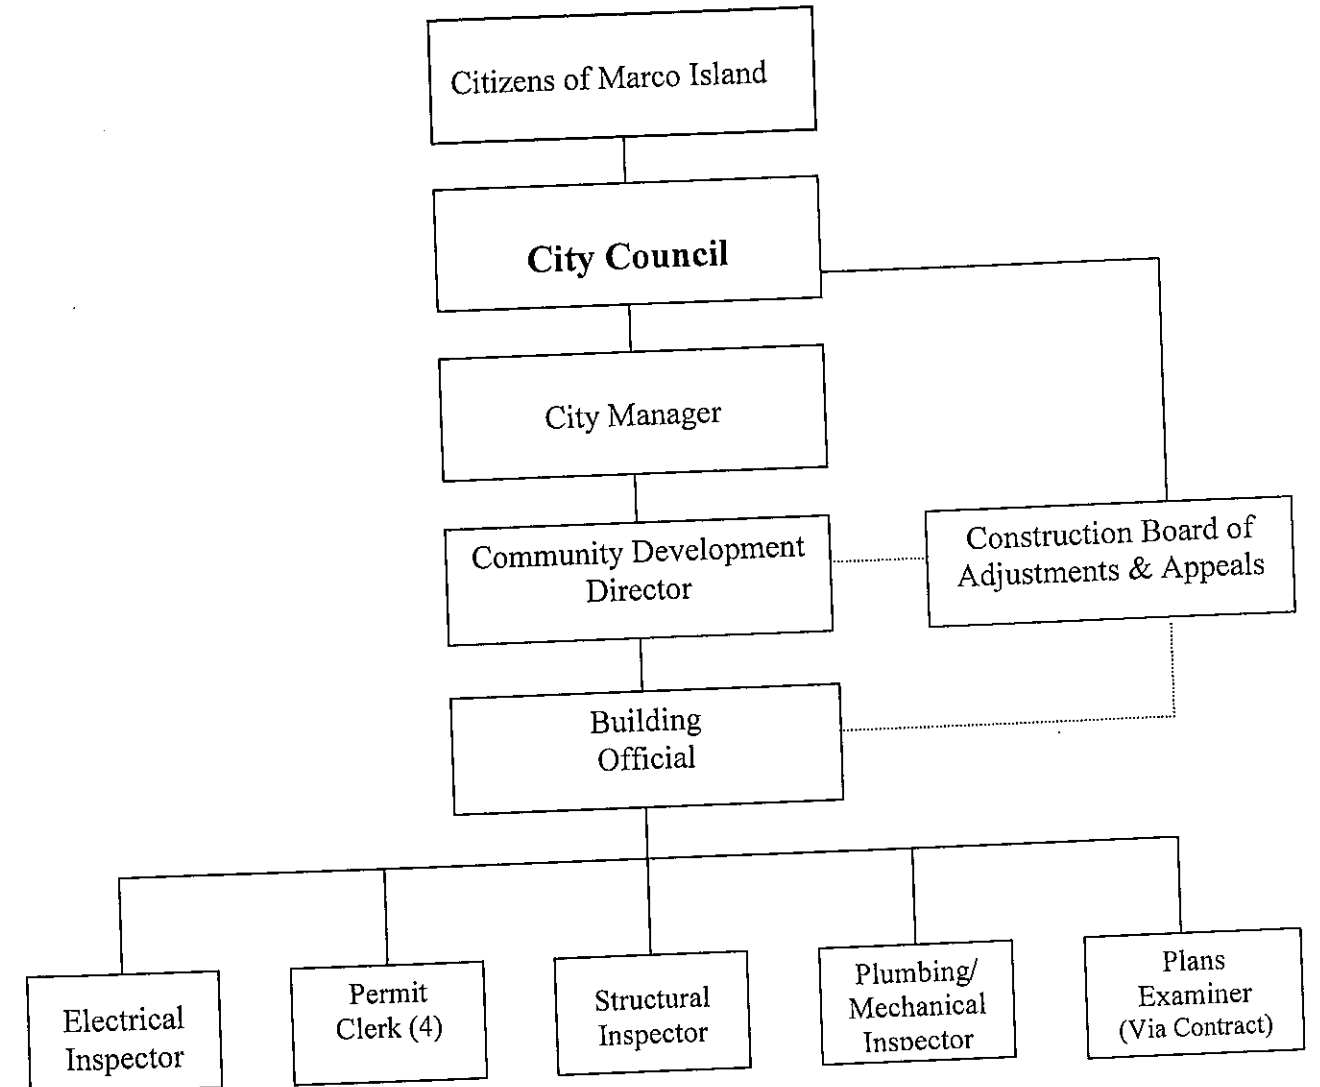 Citizens of Marco Island
City Council
City Manager
Community Development
Director
Construction Board of
Adjustments & Appeals
Building
Official
Electrical
Inspector
Permit
Clerk (4)
Structural
Inspector
Plumbing/
Mechanical
Inspector
Plans
Examiner
(Via Contract)